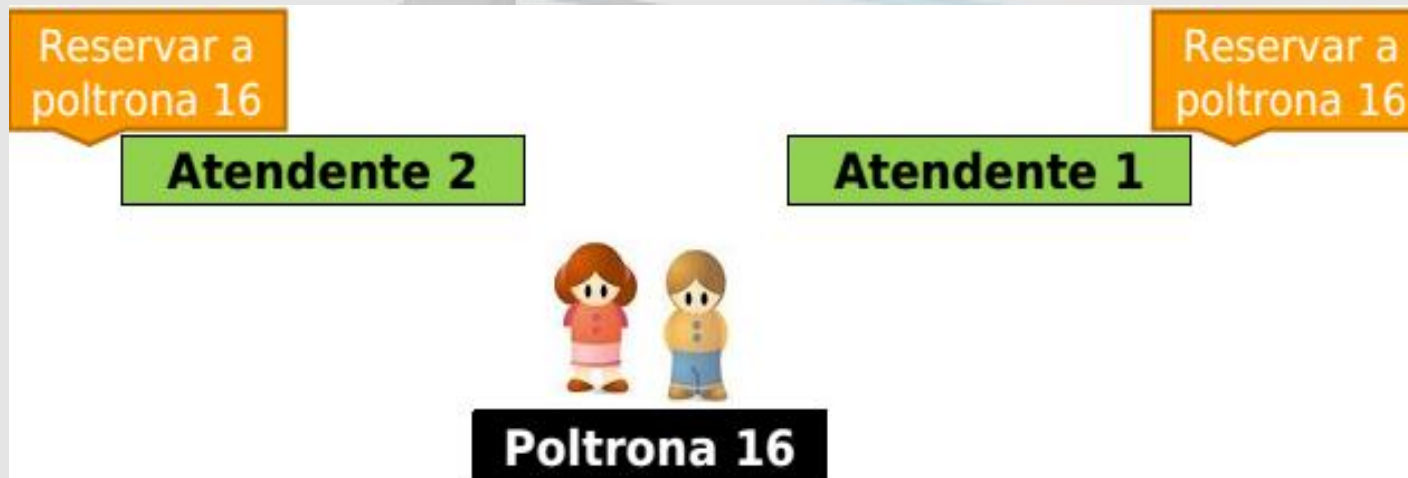 Reservar a
poltrona 16
Reservar a
poltrona 16
Atendente 2
Atendente 1
Poltrona 16